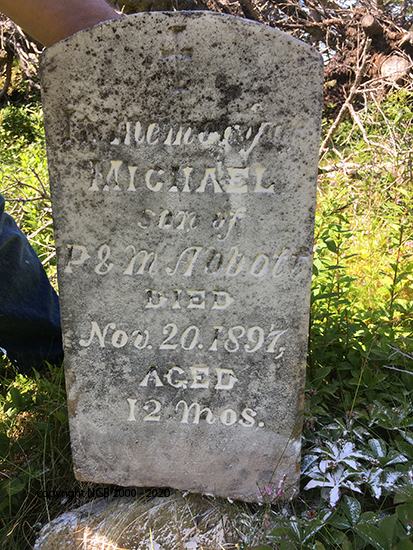 In Memory of
MICHAEL
son of
P & M Abbott
DIED
Nov. 20. 1897,
AGED
12 Mos.
copyright NGB 2000 - 2020